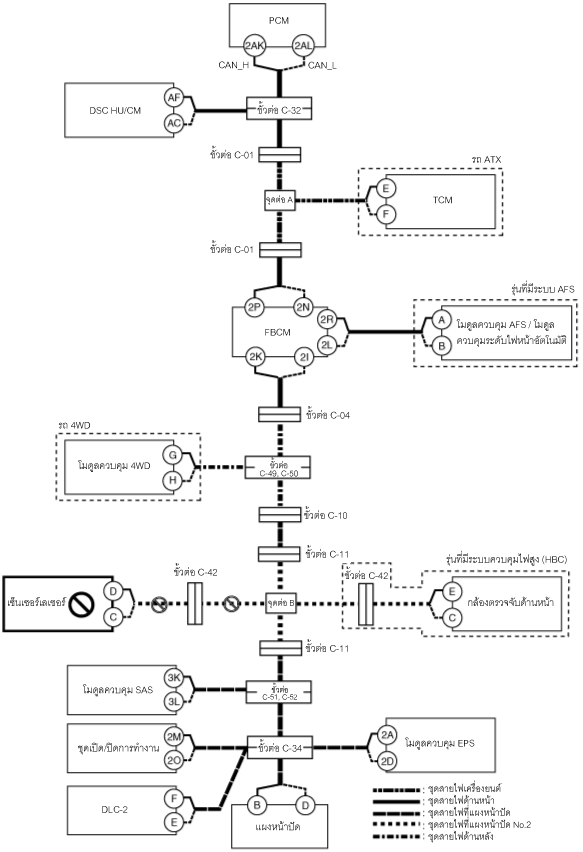 PCM
2AK 2AL
CAN_H CAN_L
DSC HU/CM
AF
AC
ขั้วต่อ C-32
ขั้วต่อ C-01
รถ ATX
จุดต่อ A
E
F
TCM
ขั้วต่อ C-01
รุ่นที่มีระบบ AFS
2P 2N
FBCM
2R
2L
2K 2I
A
B
โมดูลควบคุม AFS / โมดูล
ควบคุมระดับไฟหน้าอัตโนมัติ
ขั้วต่อ C-04
รถ 4WD
โมดูลควบคุม 4WD
G
H
ขั้วต่อ
C-49, C-50
ขั้วต่อ C-10
ขั้วต่อ C-11
รุ่นที่มีระบบควบคุมไฟสูง (HBC)
ขั้วต่อ C-42
ขั้วต่อ C-42
เซ็นเซอร์เลเซอร์
D
C
จุดต่อ B
E
C
กล้องตรวจจับด้านหน้า
ขั้วต่อ C-11
โมดูลควบคุม SAS
3K
3L
ขั้วต่อ
C-51, C-52
ชุดเปิด/ปิดการทำงาน
2M
2O
ขั้วต่อ C-34
2A
2D
โมดูลควบคุม EPS
DLC-2
F
E
B D
แผงหน้าปัด
: ชุดสายไฟเครื่องยนต์
: ชุดสายไฟด้านหน้า
: ชุดสายไฟที่แผงหน้าปัด
: ชุดสายไฟที่แผงหน้าปัด No.2
: ชุดสายไฟด้านหลัง